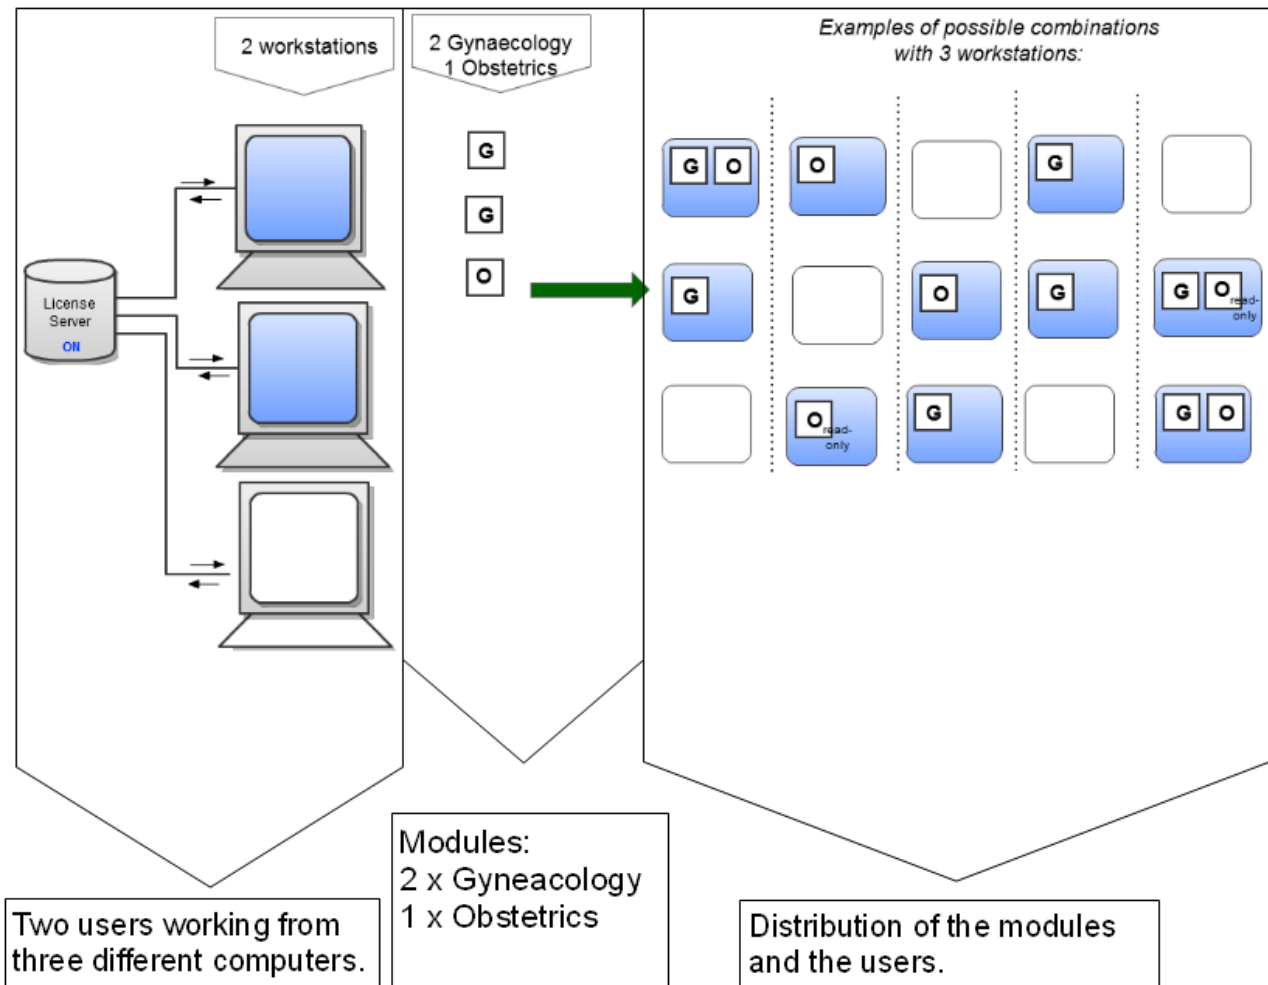 2 workstations
2 Gynaecology
1 Obstetrics
Examples of possible combinations
with 3 workstations:
G
G
O
License
Server
ON
G O
O
G
G
O
G
G O
read-
only
O
read-
only
G
G O
Two users working from
three different computers.
Modules:
2 x Gyneacology
1 x Obstetrics
Distribution of the modules
and the users.